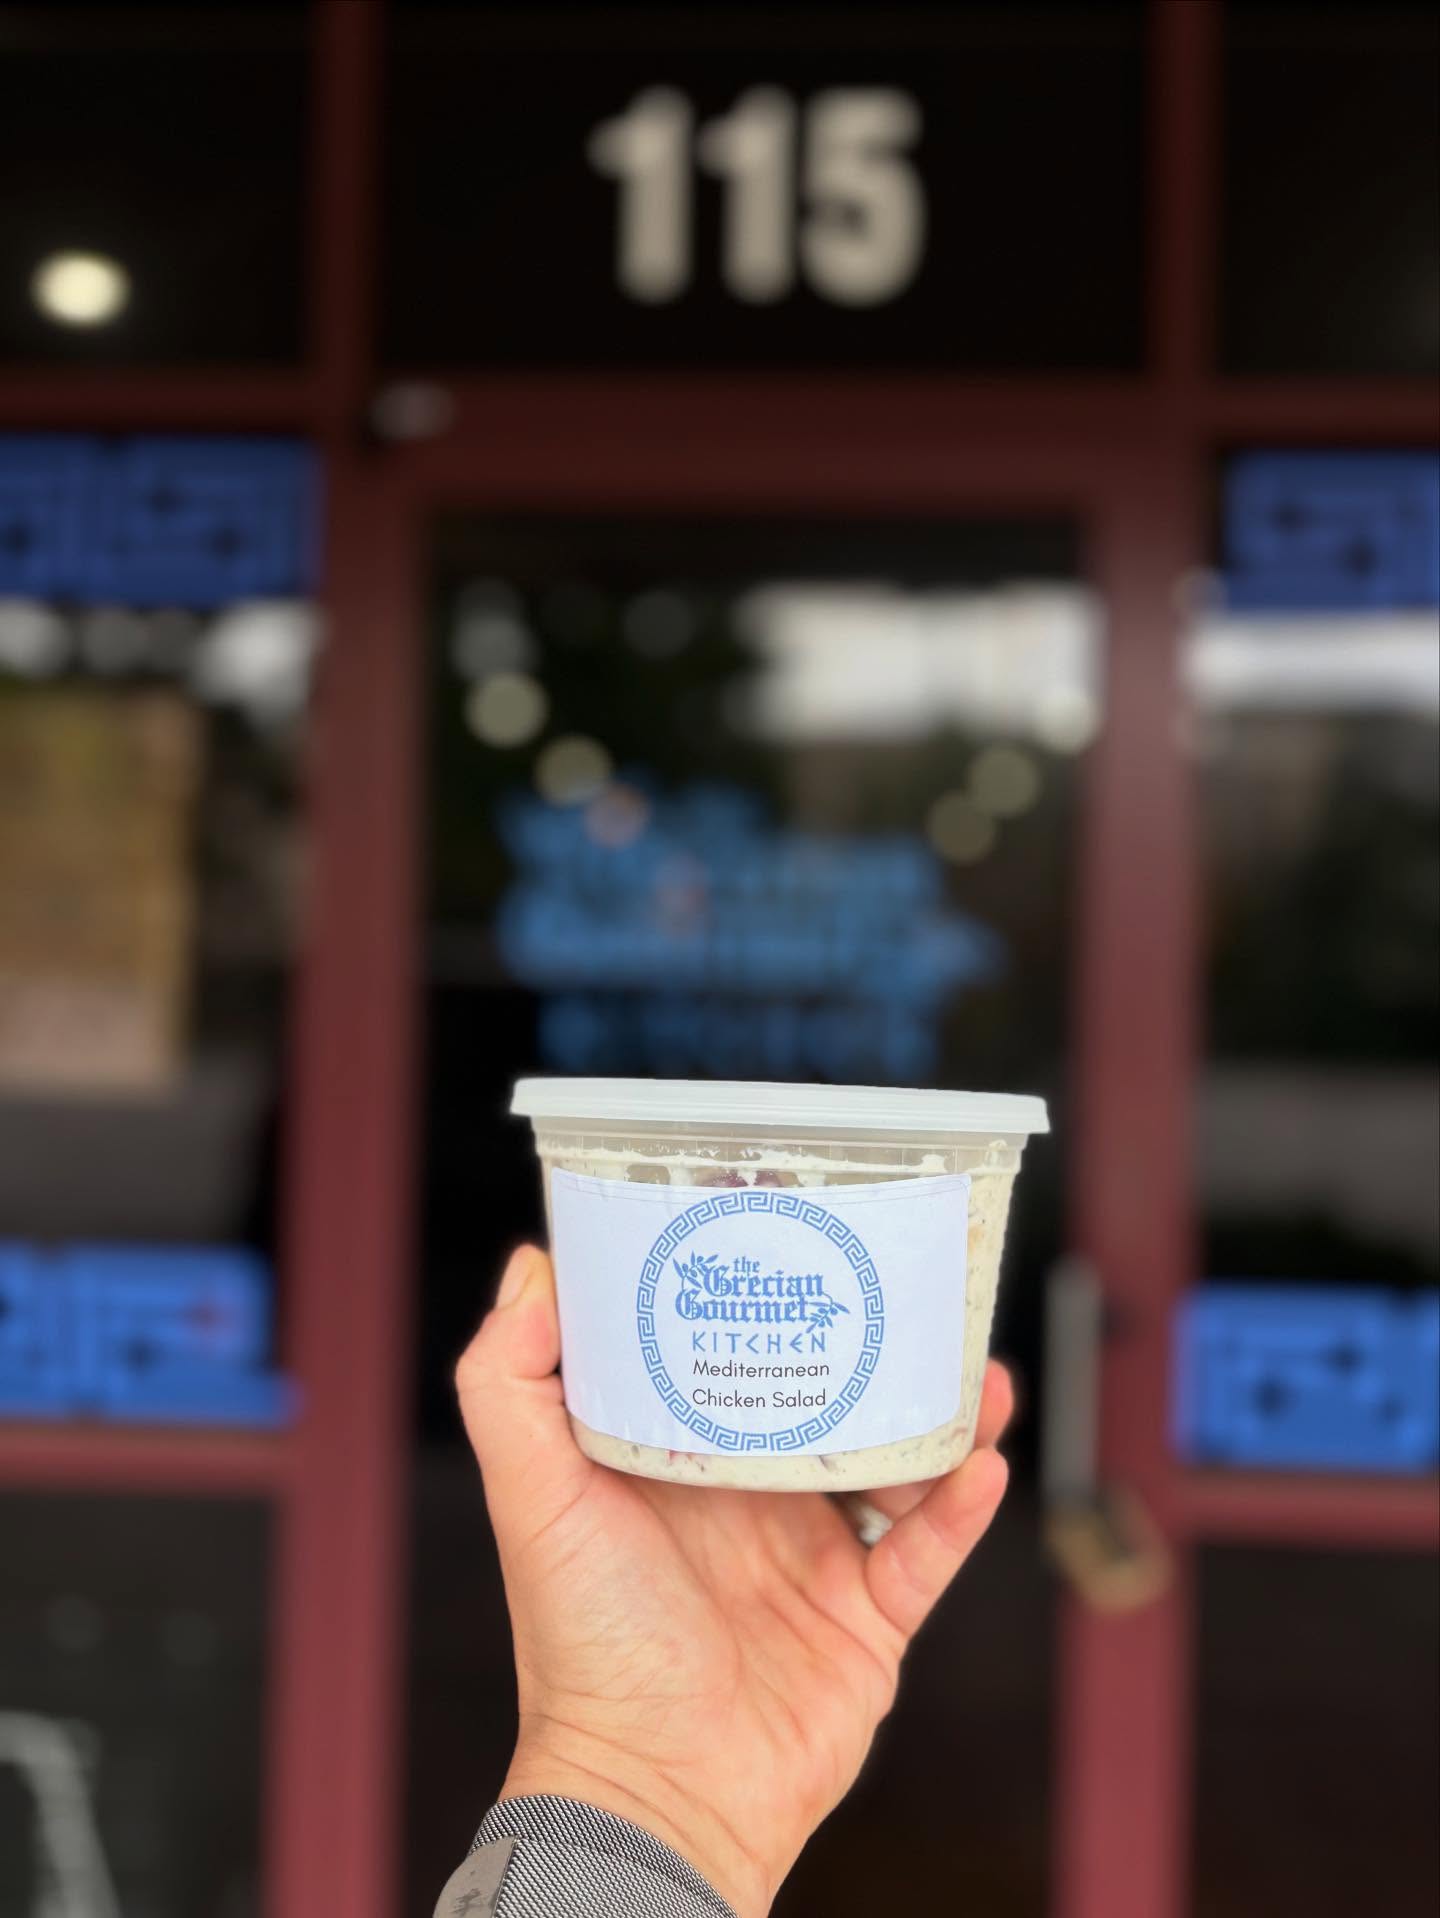 115
the
Grecian
Gourmet
KITCHEN
Mediterranean
Chicken Salad